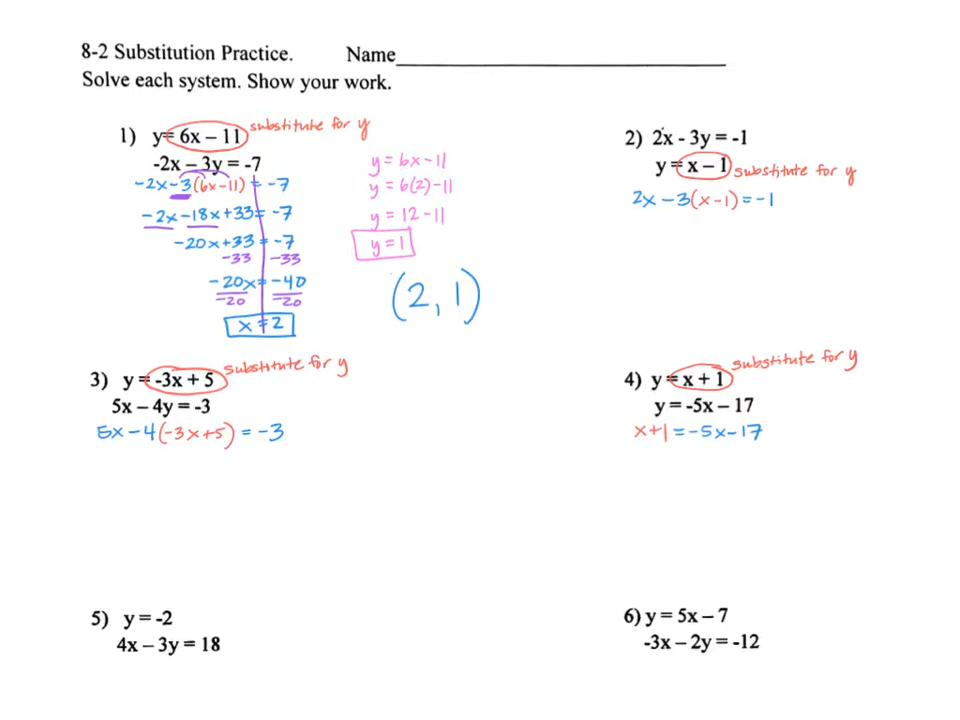 8-2 Substitution Practice. Name
Solve each system. Show your work.
1) y = 6x – 11 substitute for y
-2x – 3y = -7
-2x -3(6x-11) = -7
-2x -18x +33 = -7
-20x + 33 = -7
-33 -33
-20x = -40
-20 -20
x = 2
y = 6x - 11
y = 6(2) - 11
y = 12 - 11
y = 1
(2, 1)
2) 2x - 3y = -1
y = x – 1 substitute for y
2x - 3(x - 1) = -1
3) y = -3x + 5 substitute for y
5x – 4y = -3
5x - 4(-3x+5) = -3
4) y = x + 1 substitute for y
y = -5x – 17
x+1 = -5x - 17
5) y = -2
4x – 3y = 18
6) y = 5x – 7
-3x – 2y = -12